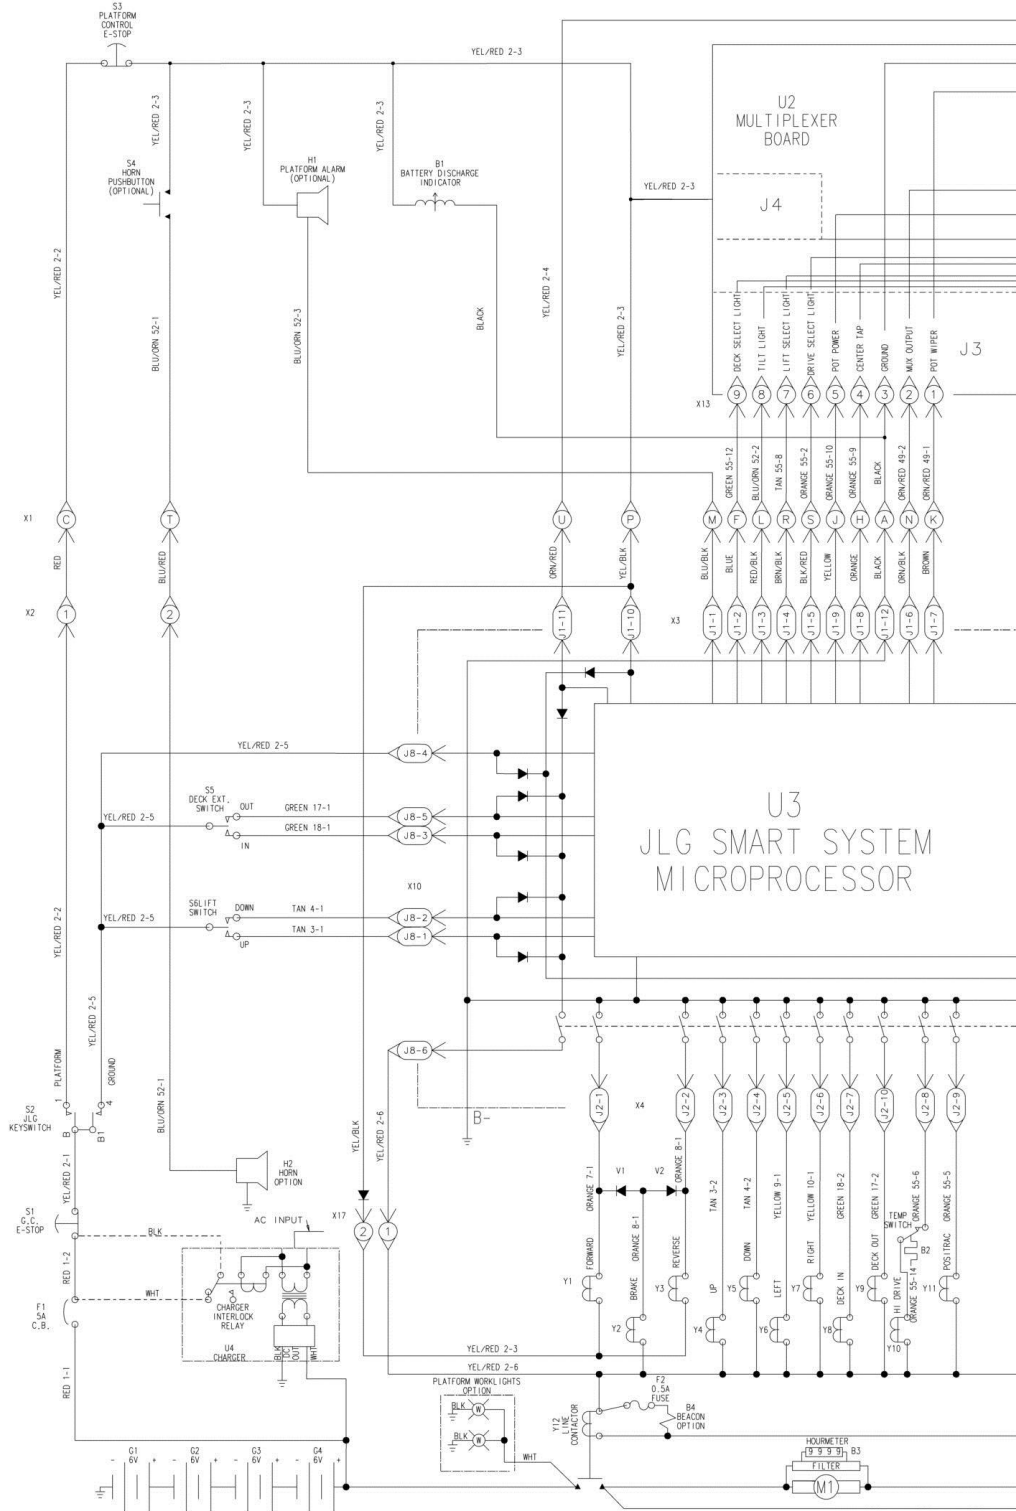 S3
PLATFORM
CONTROL
E-STOP
YEL/RED 2-3
YEL/RED 2-3
YEL/RED 2-3
YEL/RED 2-3
U2
MULTIPLEXER
BOARD
S4
HORN
PUSHBUTTON
(OPTIONAL)
H1
PLATFORM ALARM
(OPTIONAL)
B1
BATTERY DISCHARGE
INDICATOR
YEL/RED 2-3
J4
YEL/RED 2-2
BLU/ORN 52-1
BLU/ORN 52-3
BLACK
YEL/RED 2-4
YEL/RED 2-3
DECK SELECT LIGHT
TILT LIGHT
LIFT SELECT LIGHT
DRIVE SELECT LIGHT
POT POWER
CENTER TAP
GROUND
MUX OUTPUT
POT WIPER
J3
X13
9 8 7 6 5 4 3 2 1
GREEN 55-12
BLU/ORN 52-2
TAN 55-8
ORANGE 55-2
ORANGE 55-10
ORANGE 55-9
BLACK
ORN/RED 49-2
ORN/RED 49-1
X1
C T U P M F L R S J H A N K
RED
BLU/RED
ORN/RED
YEL/BLK
BLU/BLK
BLUE
RED/BLK
BRN/BLK
BLK/RED
YELLOW
ORANGE
BLACK
ORN/BLK
BROWN
X2
1 2
J1-11
J1-10
X3
J1-1
J1-2
J1-3
J1-4
J1-5
J1-9
J1-8
J1-12
J1-6
J1-7
YEL/RED 2-5
J8-4
S5
DECK EXT.
SWITCH
OUT
GREEN 17-1
J8-5
YEL/RED 2-5
GREEN 18-1
J8-3
IN
U3
JLG SMART SYSTEM
MICROPROCESSOR
X10
S6LIFT
SWITCH
DOWN
TAN 4-1
J8-2
YEL/RED 2-5
TAN 3-1
J8-1
UP
YEL/RED 2-2
YEL/RED 2-5
J8-6
PLATFORM
GROUND
1
4
S2
JLG
KEYSWITCH
B
B1
BLU/ORN 52-1
YEL/BLK
YEL/RED 2-6
B-
X4
J2-1
J2-2
J2-3
J2-4
J2-5
J2-6
J2-7
J2-10
J2-8
J2-9
YEL/RED 2-1
H2
HORN
OPTION
ORANGE 7-1
V1
V2
ORANGE 8-1
ORANGE 8-1
TAN 3-2
TAN 4-2
YELLOW 9-1
YELLOW 10-1
GREEN 18-2
GREEN 17-2
ORANGE 55-6
ORANGE 55-5
S1
G.C.
E-STOP
BLK
AC INPUT
X17
2 1
TEMP
SWITCH
B2
ORANGE 55-14
RED 1-2
WHT
F1
5A
C.B.
CHARGER
INTERLOCK
RELAY
U4
CHARGER
BLK
DC
OUT
WHT
FORWARD
BRAKE
REVERSE
UP
DOWN
LEFT
RIGHT
DECK IN
DECK OUT
HI DRIVE
POSITRAC
Y1
Y2
Y3
Y4
Y5
Y6
Y7
Y8
Y9
Y10
Y11
YEL/RED 2-3
YEL/RED 2-6
RED 1-1
PLATFORM WORKLIGHTS
OPTION
BLK
W
BLK
W
WHT
Y12
LINE
CONTACTOR
F2
0.5A
FUSE
B4
BEACON
OPTION
G1
6V
G2
6V
G3
6V
G4
6V
- + - + - + - +
HOURMETER
9 9 9 9
B3
FILTER
M1